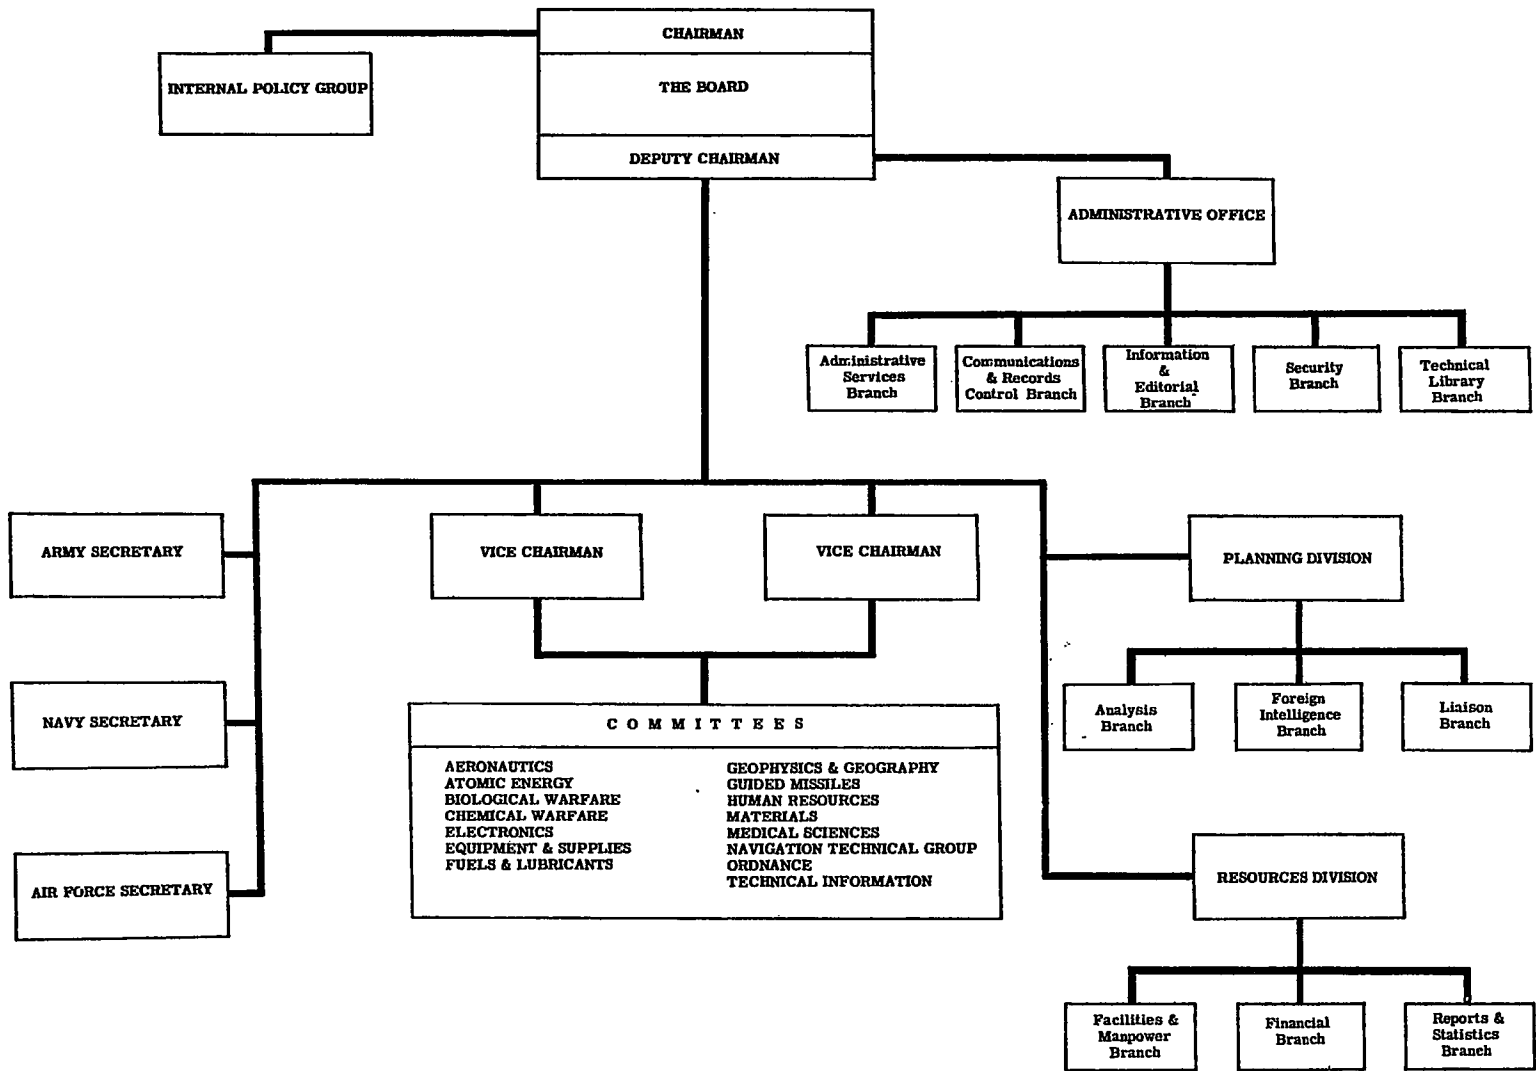 CHAIRMAN
INTERNAL POLICY GROUP
THE BOARD
DEPUTY CHAIRMAN
ADMINISTRATIVE OFFICE
Administrative
Services
Branch
Communications
& Records
Control Branch
Information
&
Editorial
Branch
Security
Branch
Technical
Library
Branch
ARMY SECRETARY
VICE CHAIRMAN
VICE CHAIRMAN
PLANNING DIVISION
NAVY SECRETARY
Analysis
Branch
Foreign
Intelligence
Branch
Liaison
Branch
COMMITTEES
AERONAUTICS
ATOMIC ENERGY
BIOLOGICAL WARFARE
CHEMICAL WARFARE
ELECTRONICS
EQUIPMENT & SUPPLIES
FUELS & LUBRICANTS
GEOPHYSICS & GEOGRAPHY
GUIDED MISSILES
HUMAN RESOURCES
MATERIALS
MEDICAL SCIENCES
NAVIGATION TECHNICAL GROUP
ORDNANCE
TECHNICAL INFORMATION
AIR FORCE SECRETARY
RESOURCES DIVISION
Facilities &
Manpower
Branch
Financial
Branch
Reports &
Statistics
Branch